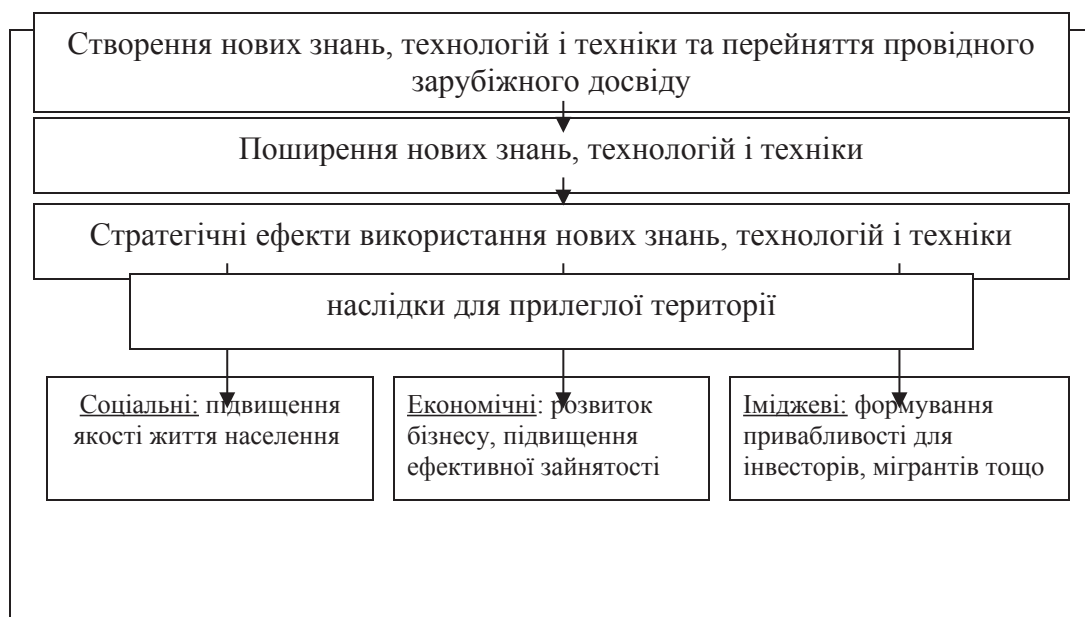 Створення нових знань, технологій і техніки та перейняття провідного
зарубіжного досвіду
Поширення нових знань, технологій і техніки
Стратегічні ефекти використання нових знань, технологій і техніки
наслідки для прилеглої території
Соціальні: підвищення
якості життя населення
Економічні: розвиток
бізнесу, підвищення
ефективної зайнятості
Іміджеві: формування
привабливості для
інвесторів, мігрантів тощо